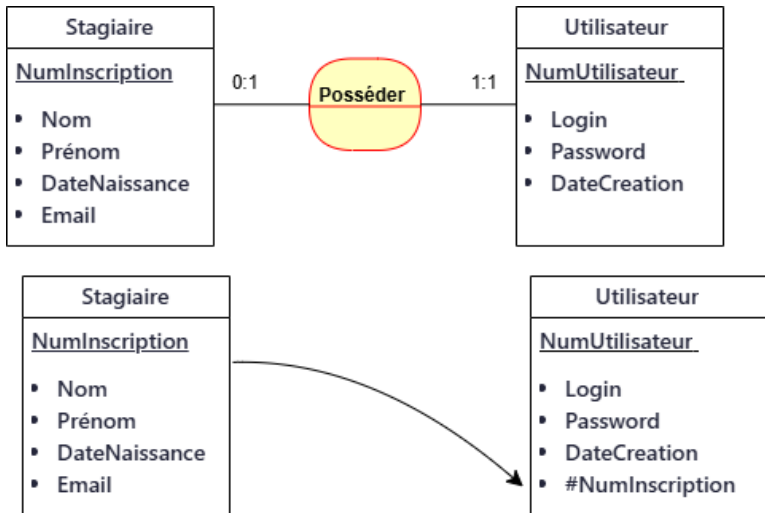 Stagiaire
NumInscription
• Nom
• Prénom
• DateNaissance
• Email
0:1
Posséder
1:1
Utilisateur
NumUtilisateur
• Login
• Password
• DateCreation
Stagiaire
NumInscription
• Nom
• Prénom
• DateNaissance
• Email
Utilisateur
NumUtilisateur
• Login
• Password
• DateCreation
• #NumInscription